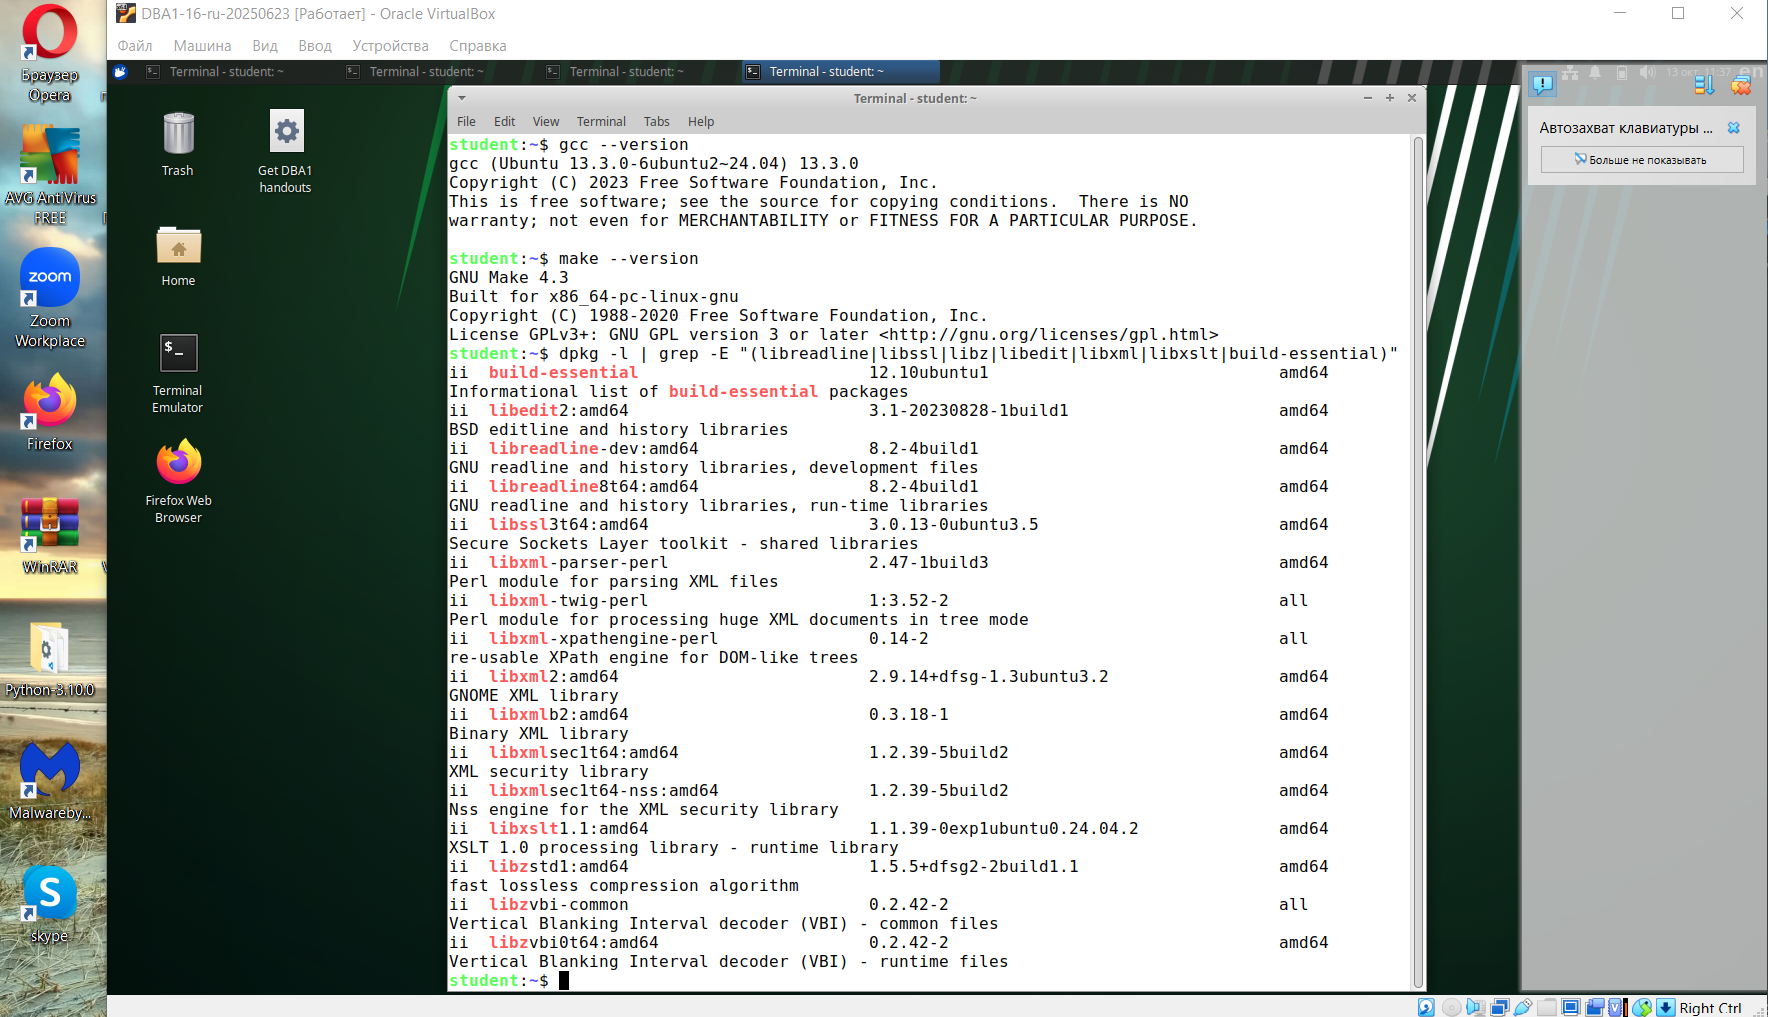 DBA1-16-ru-20250623 [Работает] - Oracle VirtualBox
Файл Машина Вид Ввод Устройства Справка
Terminal - student: ~ Terminal - student: ~ Terminal - student: ~ Terminal - student: ~
13 окт, 11:37 en
Браузер Opera
AVG AntiVirus FREE
zoom
Zoom Workplace
Firefox
WinRAR
Python-3.10.0
Malwareby...
skype
Trash
Get DBA1 handouts
Home
Terminal Emulator
Firefox Web Browser
Terminal - student: ~
File Edit View Terminal Tabs Help
student:~$ gcc --version
gcc (Ubuntu 13.3.0-6ubuntu2~24.04) 13.3.0
Copyright (C) 2023 Free Software Foundation, Inc.
This is free software; see the source for copying conditions.  There is NO
warranty; not even for MERCHANTABILITY or FITNESS FOR A PARTICULAR PURPOSE.
student:~$ make --version
GNU Make 4.3
Built for x86_64-pc-linux-gnu
Copyright (C) 1988-2020 Free Software Foundation, Inc.
License GPLv3+: GNU GPL version 3 or later <http://gnu.org/licenses/gpl.html>
student:~$ dpkg -l | grep -E "(libreadline|libssl|libz|libedit|libxml|libxslt|build-essential)"
ii  build-essential 12.10ubuntu1 amd64
Informational list of build-essential packages
ii  libedit2:amd64 3.1-20230828-1build1 amd64
BSD editline and history libraries
ii  libreadline-dev:amd64 8.2-4build1 amd64
GNU readline and history libraries, development files
ii  libreadline8t64:amd64 8.2-4build1 amd64
GNU readline and history libraries, run-time libraries
ii  libssl3t64:amd64 3.0.13-0ubuntu3.5 amd64
Secure Sockets Layer toolkit - shared libraries
ii  libxml-parser-perl 2.47-1build3 amd64
Perl module for parsing XML files
ii  libxml-twig-perl 1:3.52-2 all
Perl module for processing huge XML documents in tree mode
ii  libxml-xpathengine-perl 0.14-2 all
re-usable XPath engine for DOM-like trees
ii  libxml2:amd64 2.9.14+dfsg-1.3ubuntu3.2 amd64
GNOME XML library
ii  libxmlb2:amd64 0.3.18-1 amd64
Binary XML library
ii  libxmlsec1t64:amd64 1.2.39-5build2 amd64
XML security library
ii  libxmlsec1t64-nss:amd64 1.2.39-5build2 amd64
Nss engine for the XML security library
ii  libxslt1.1:amd64 1.1.39-0exp1ubuntu0.24.04.2 amd64
XSLT 1.0 processing library - runtime library
ii  libzstd1:amd64 1.5.5+dfsg2-2build1.1 amd64
fast lossless compression algorithm
ii  libzvbi-common 0.2.42-2 all
Vertical Blanking Interval decoder (VBI) - common files
ii  libzvbi0t64:amd64 0.2.42-2 amd64
Vertical Blanking Interval decoder (VBI) - runtime files
student:~$
Автозахват клавиатуры ...
Больше не показывать
Right Ctrl